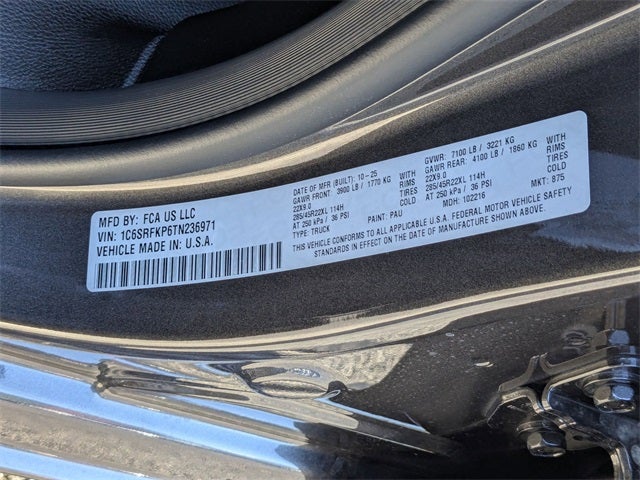 MFD BY: FCA US LLC
VIN: 1C6SRFKP6TN236971
VEHICLE MADE IN: U.S.A.
DATE OF MFR (BUILT): 10-25
GAWR FRONT: 3900 LB / 1770 KG WITH
22X9.0 RIMS
285/45R22XL 114H TIRES
AT 250 kPa / 36 PSI COLD
TYPE: TRUCK PAINT: PAU
GVWR: 7100 LB / 3221 KG
GAWR REAR: 4100 LB / 1860 KG WITH
22X9.0 RIMS
285/45R22XL 114H TIRES
AT 250 kPa / 36 PSI COLD
MDH: 102216 MKT: 875
THIS VEHICLE CONFORMS TO ALL APPLICABLE U.S.A. FEDERAL MOTOR VEHICLE SAFETY
STANDARDS IN EFFECT ON THE DATE OF MANUFACTURE SHOWN ABOVE